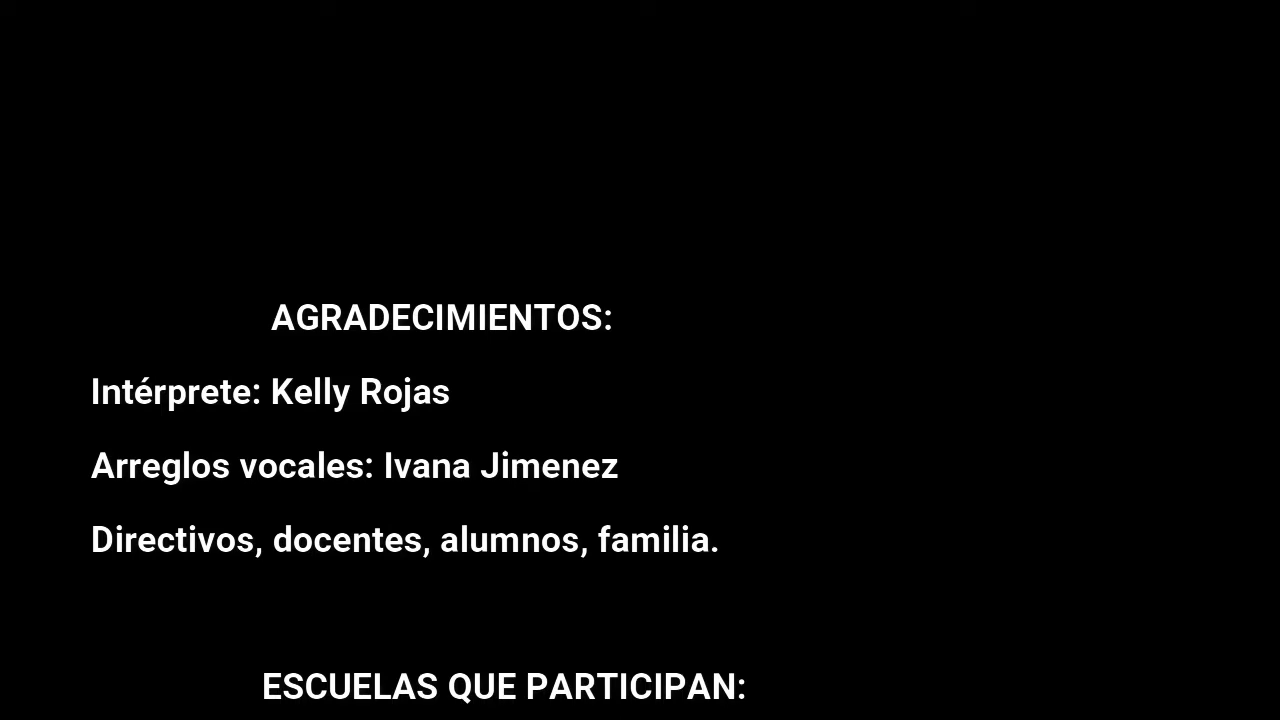 AGRADECIMIENTOS:
Intérprete: Kelly Rojas
Arreglos vocales: Ivana Jimenez
Directivos, docentes, alumnos, familia.
ESCUELAS QUE PARTICIPAN: